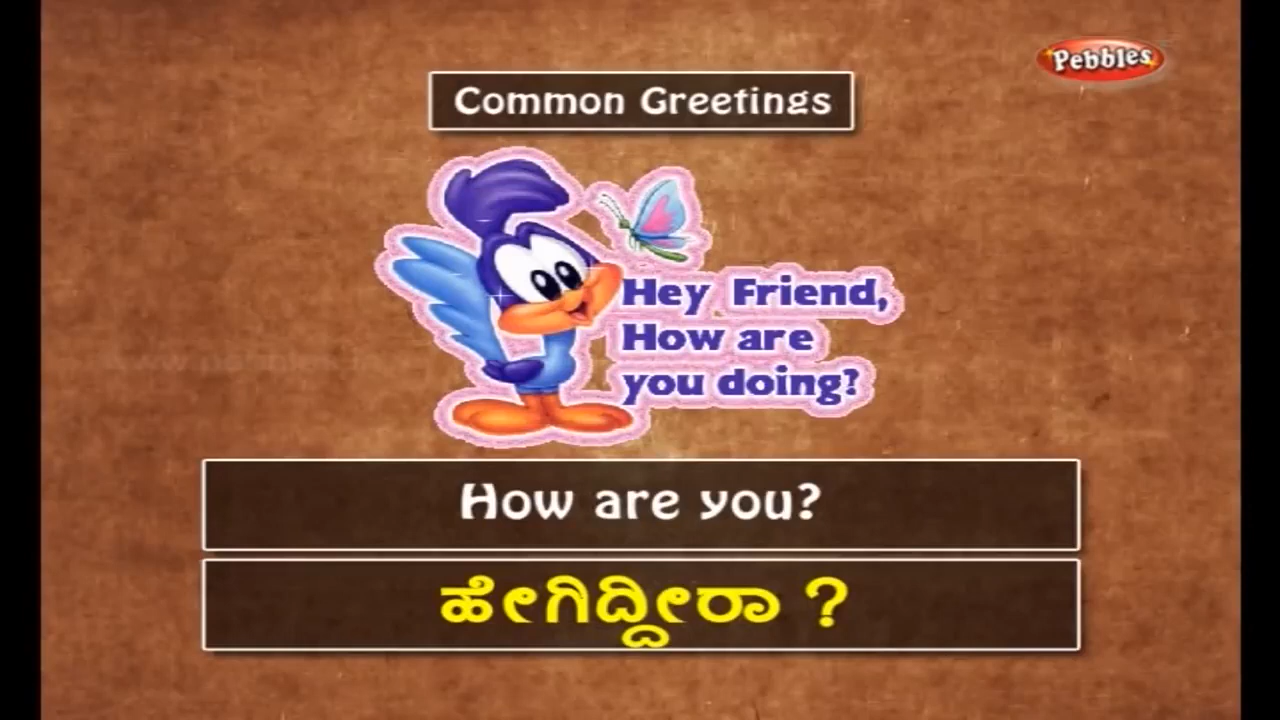 Pebbles
Common Greetings
Hey Friend,
How are
you doing?
How are you?
ಹೇಗಿದ್ದೀರಾ ?